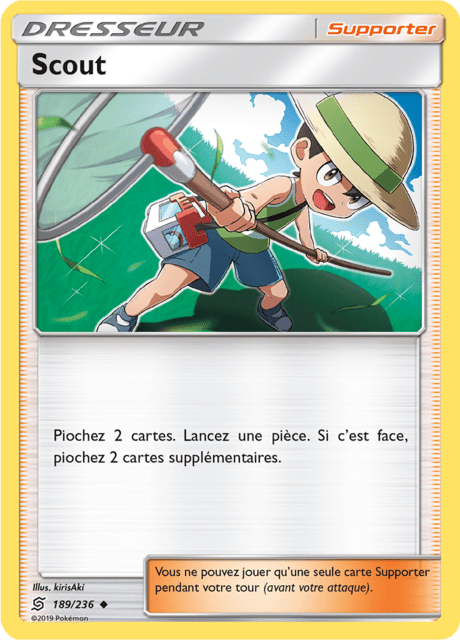 DRESSEUR
Supporter
Scout
Piochez 2 cartes. Lancez une pièce. Si c'est face,
piochez 2 cartes supplémentaires.
Vous ne pouvez jouer qu'une seule carte Supporter
pendant votre tour (avant votre attaque).
Illus. kirisAki
189/236
©2019 Pokémon